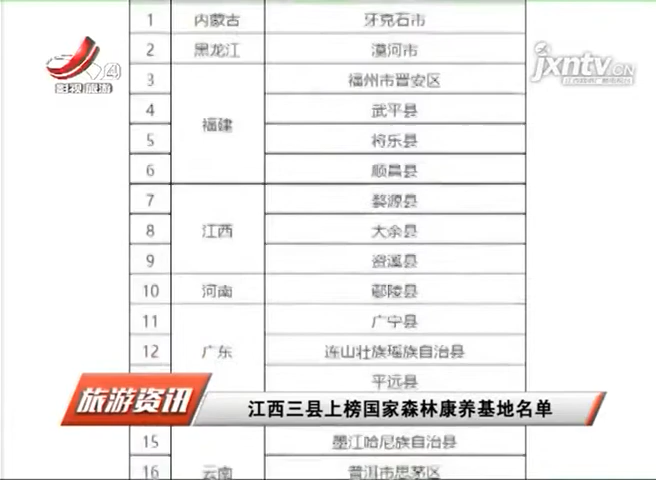 1 内蒙古 牙克石市
2 黑龙江 漠河市
3 福州市晋安区
4 武平县
福建
5 将乐县
6 顺昌县
7 婺源县
8 江西 大余县
9 资溪县
10 河南 鄢陵县
11 广宁县
12 广东 连山壮族瑶族自治县
平远县
旅游资讯
江西三县上榜国家森林康养基地名单
15 墨江哈尼族自治县
16 云南 普洱市思茅区
4
影视旅游
jxntv.CN